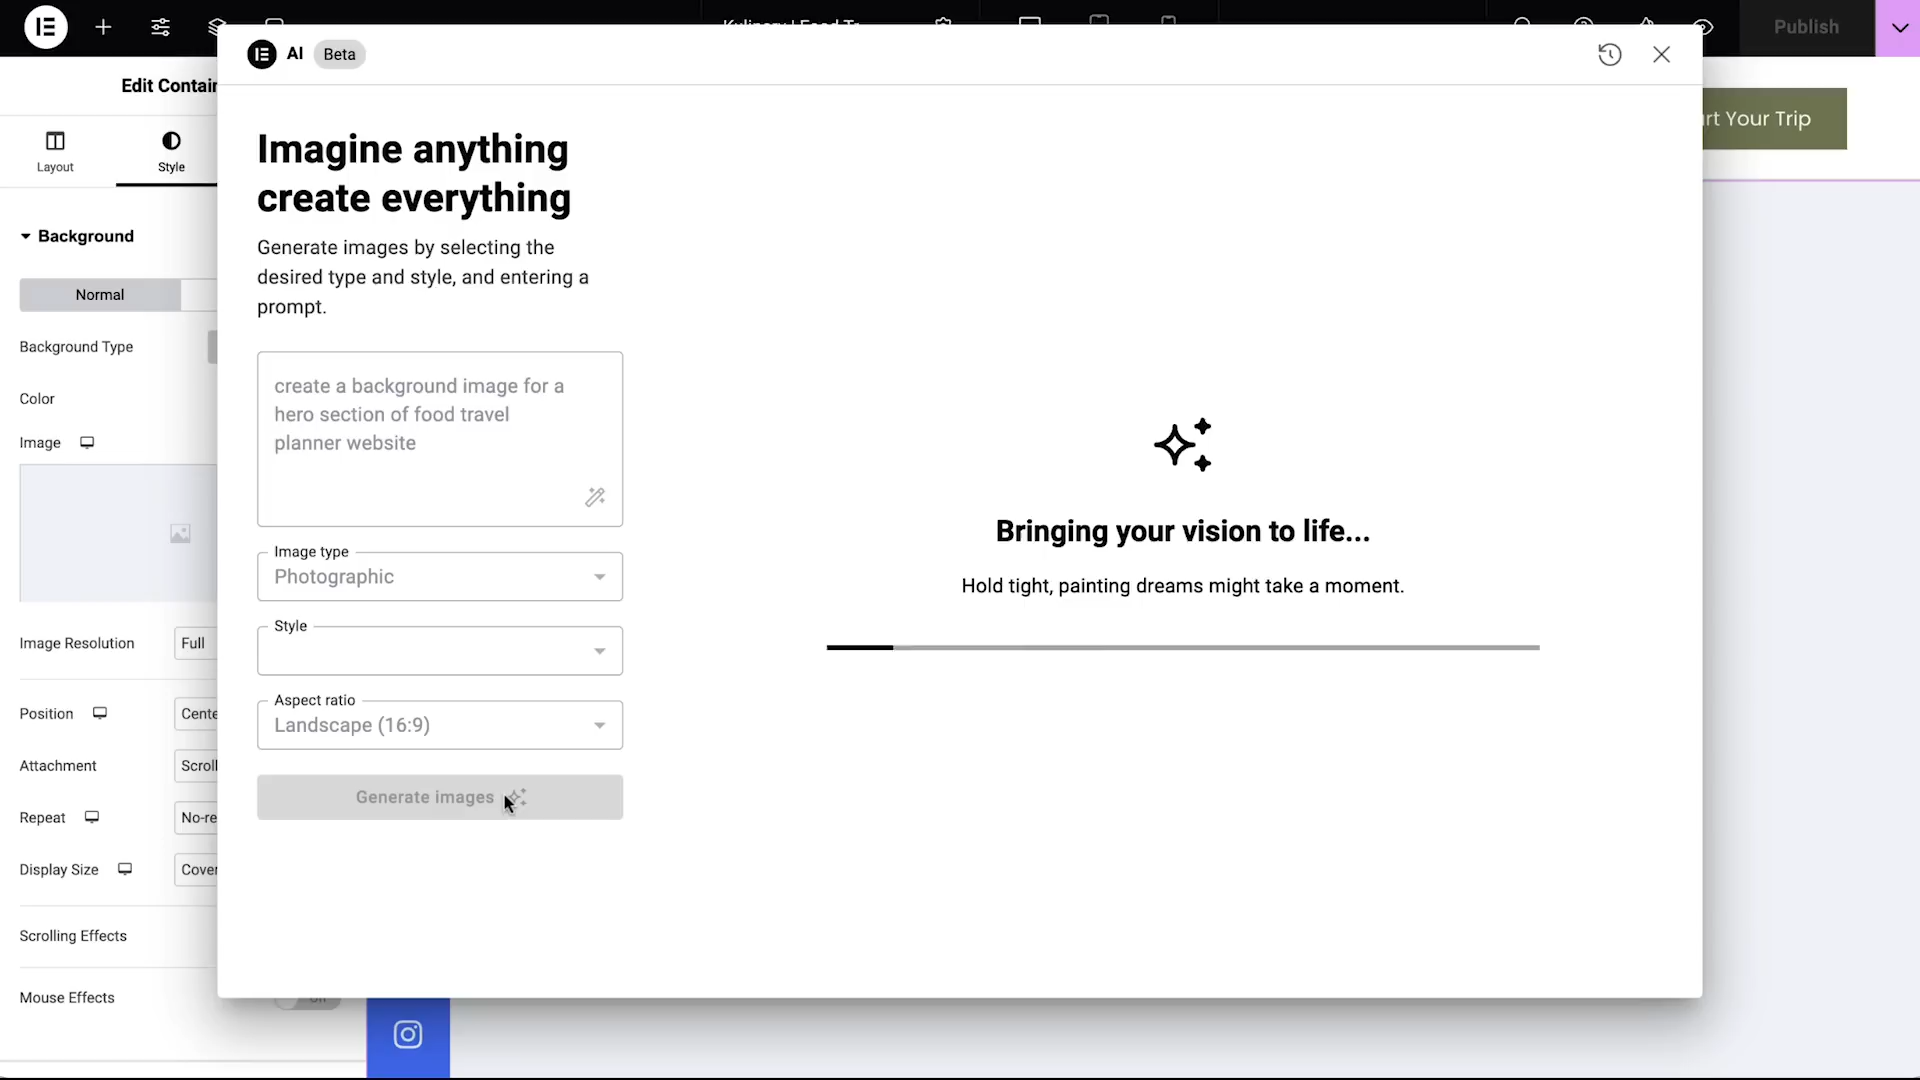 Publish
AI Beta
Edit Contai
rt Your Trip
Layout
Style
Imagine anything
create everything
Background
Generate images by selecting the
desired type and style, and entering a
prompt.
Normal
Background Type
create a background image for a
hero section of food travel
planner website
Color
Image
Bringing your vision to life...
Image type
Photographic
Hold tight, painting dreams might take a moment.
Style
Image Resolution
Full
Aspect ratio
Landscape (16:9)
Position
Cente
Attachment
Scroll
Generate images
Repeat
No-re
Display Size
Cover
Scrolling Effects
Mouse Effects